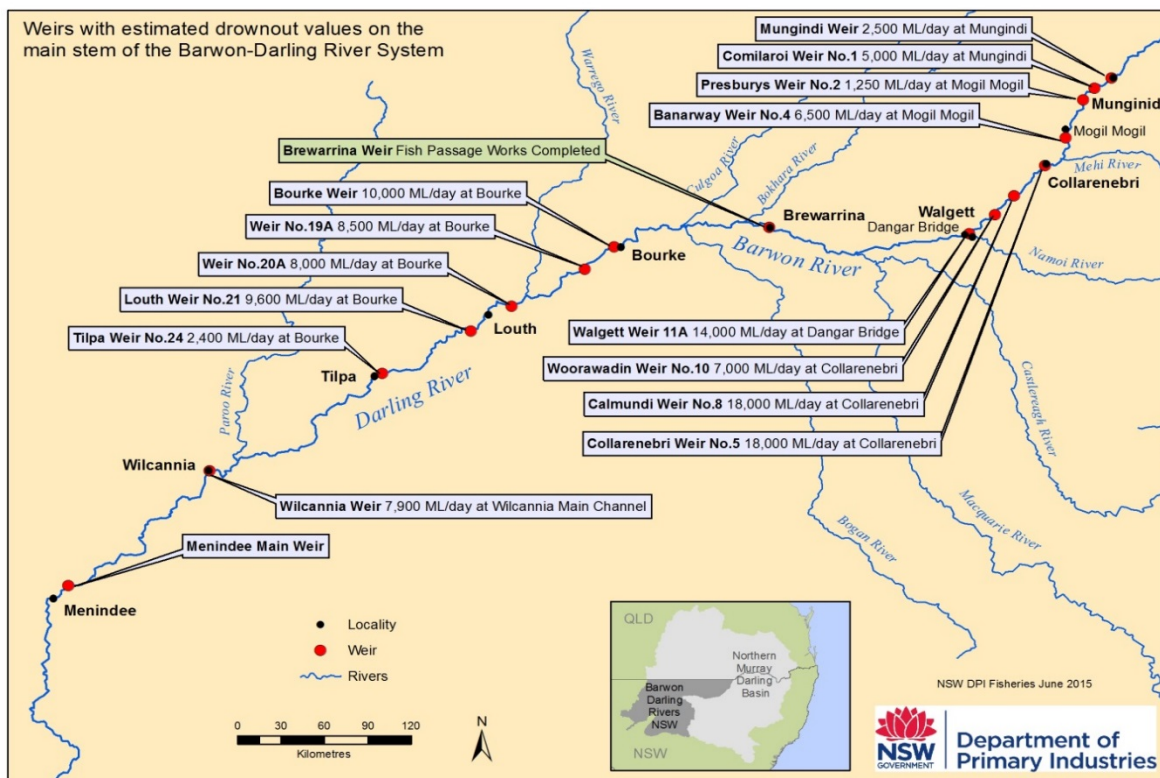 Weirs with estimated drownout values on the
main stem of the Barwon-Darling River System
Mungindi Weir 2,500 ML/day at Mungindi
Comilaroi Weir No.1 5,000 ML/day at Mungindi
Presburys Weir No.2 1,250 ML/day at Mogil Mogil
Munginid
Banarway Weir No.4 6,500 ML/day at Mogil Mogil
Mogil Mogil
Warrego River
Culgoa River
Bokhara River
Mehi River
Collarenebri
Brewarrina Weir Fish Passage Works Completed
Bourke Weir 10,000 ML/day at Bourke
Brewarrina
Walgett
Dangar Bridge
Weir No.19A 8,500 ML/day at Bourke
Bourke
Barwon River
Namoi River
Weir No.20A 8,000 ML/day at Bourke
Louth Weir No.21 9,600 ML/day at Bourke
Louth
Tilpa Weir No.24 2,400 ML/day at Bourke
Tilpa
Darling River
Paroo River
Walgett Weir 11A 14,000 ML/day at Dangar Bridge
Woorawadin Weir No.10 7,000 ML/day at Collarenebri
Calmundi Weir No.8 18,000 ML/day at Collarenebri
Collarenebri Weir No.5 18,000 ML/day at Collarenebri
Castlereagh River
Macquarie River
Bogan River
Wilcannia
Wilcannia Weir 7,900 ML/day at Wilcannia Main Channel
Menindee Main Weir
Menindee
Locality
Weir
Rivers
0 30 60 90 120
Kilometres
N
QLD
Northern
Murray
Darling
Basin
Barwon
Darling
Rivers
NSW
NSW
NSW DPI Fisheries June 2015
NSW
GOVERNMENT
Department of
Primary Industries